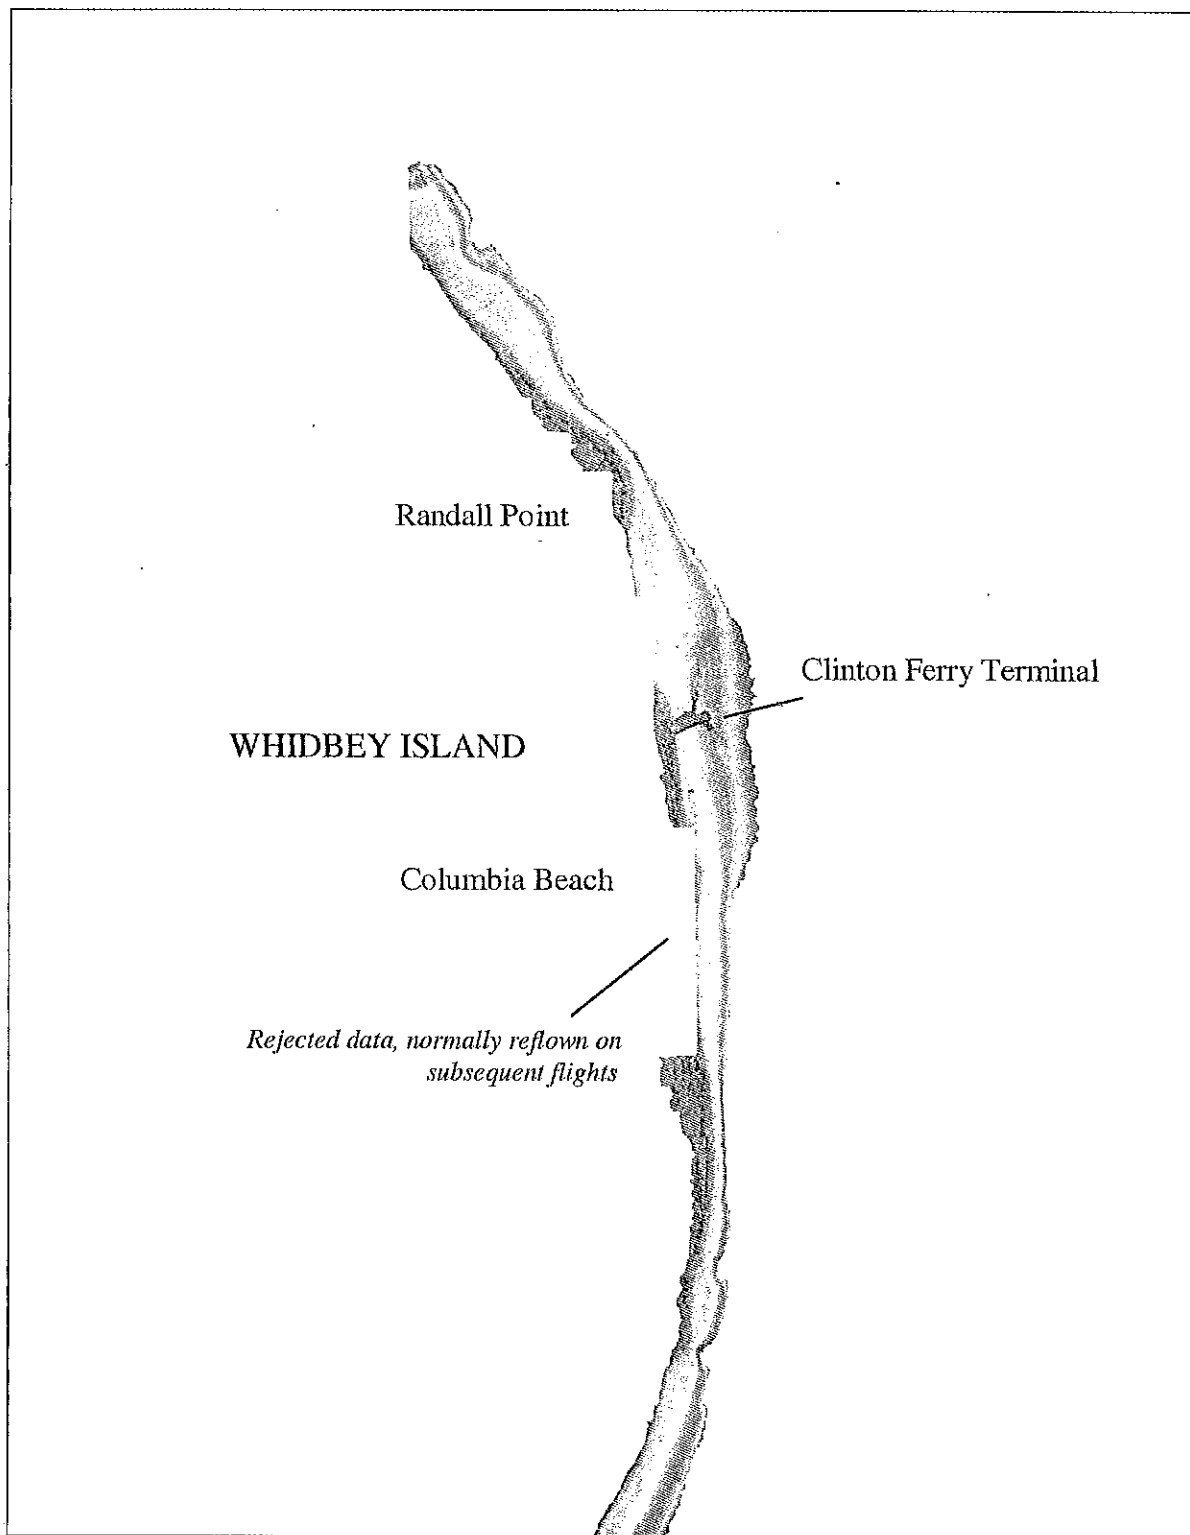 Randall Point
Clinton Ferry Terminal
WHIDBEY ISLAND
Columbia Beach
Rejected data, normally reflown on
subsequent flights